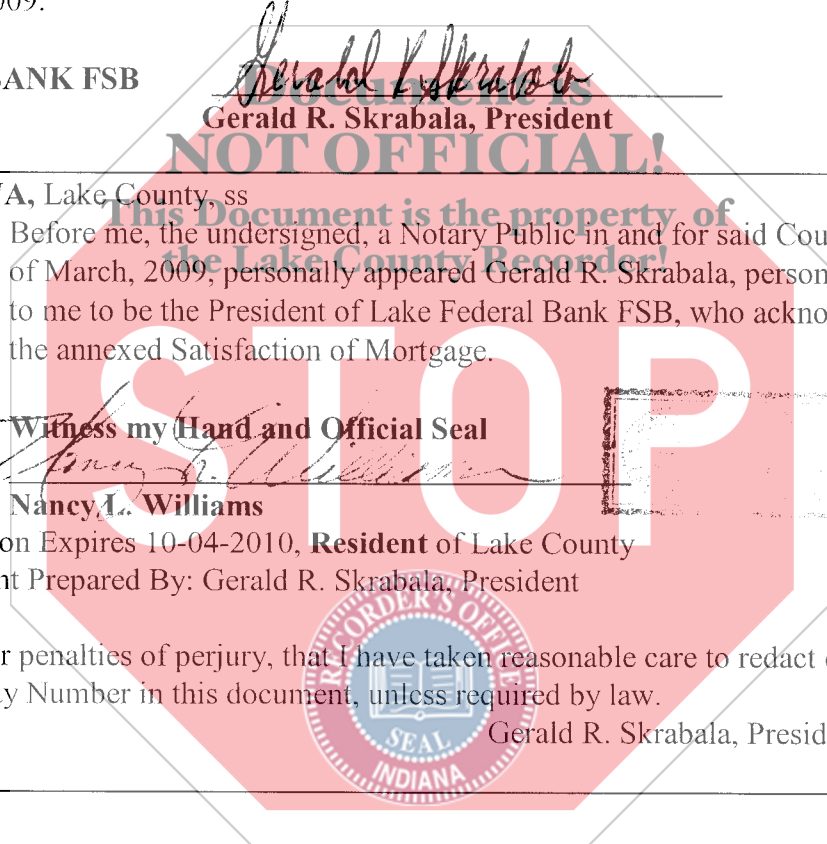 009.
Gerald R. Skrabala
BANK FSB
Document is
Gerald R. Skrabala, President
NOT OFFICIAL!
A, Lake County, ss
This Document is the property of
Before me, the undersigned, a Notary Public in and for said Cou
the Lake County Recorder!
of March, 2009, personally appeared Gerald R. Skrabala, person
to me to be the President of Lake Federal Bank FSB, who ackno
the annexed Satisfaction of Mortgage.
STOP
Witness my Hand and Official Seal
Nancy L. Williams
Nancy L. Williams
on Expires 10-04-2010, Resident of Lake County
nt Prepared By: Gerald R. Skrabala, President
r penalties of perjury, that I have taken reasonable care to redact
y Number in this document, unless required by law.
Gerald R. Skrabala, Presid
RECORDER'S OFFICE
SEAL
INDIANA